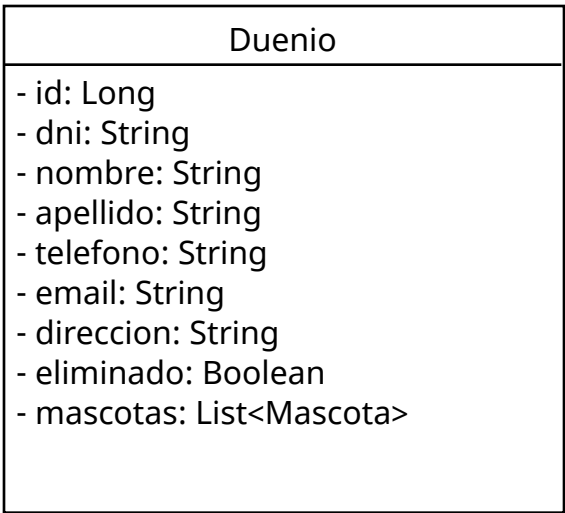 Duenio
- id: Long
- dni: String
- nombre: String
- apellido: String
- telefono: String
- email: String
- direccion: String
- eliminado: Boolean
- mascotas: List<Mascota>